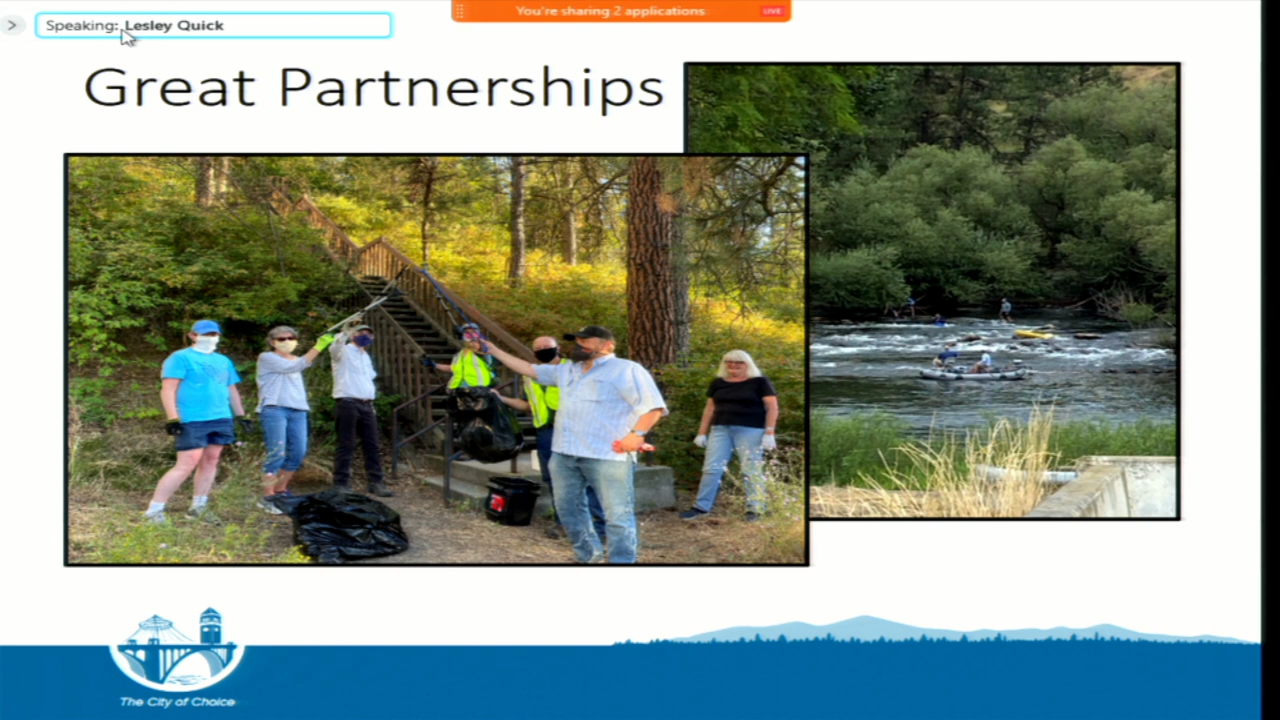 You're sharing 2 applications LIVE
Speaking: Lesley Quick
Great Partnerships
The City of Choice